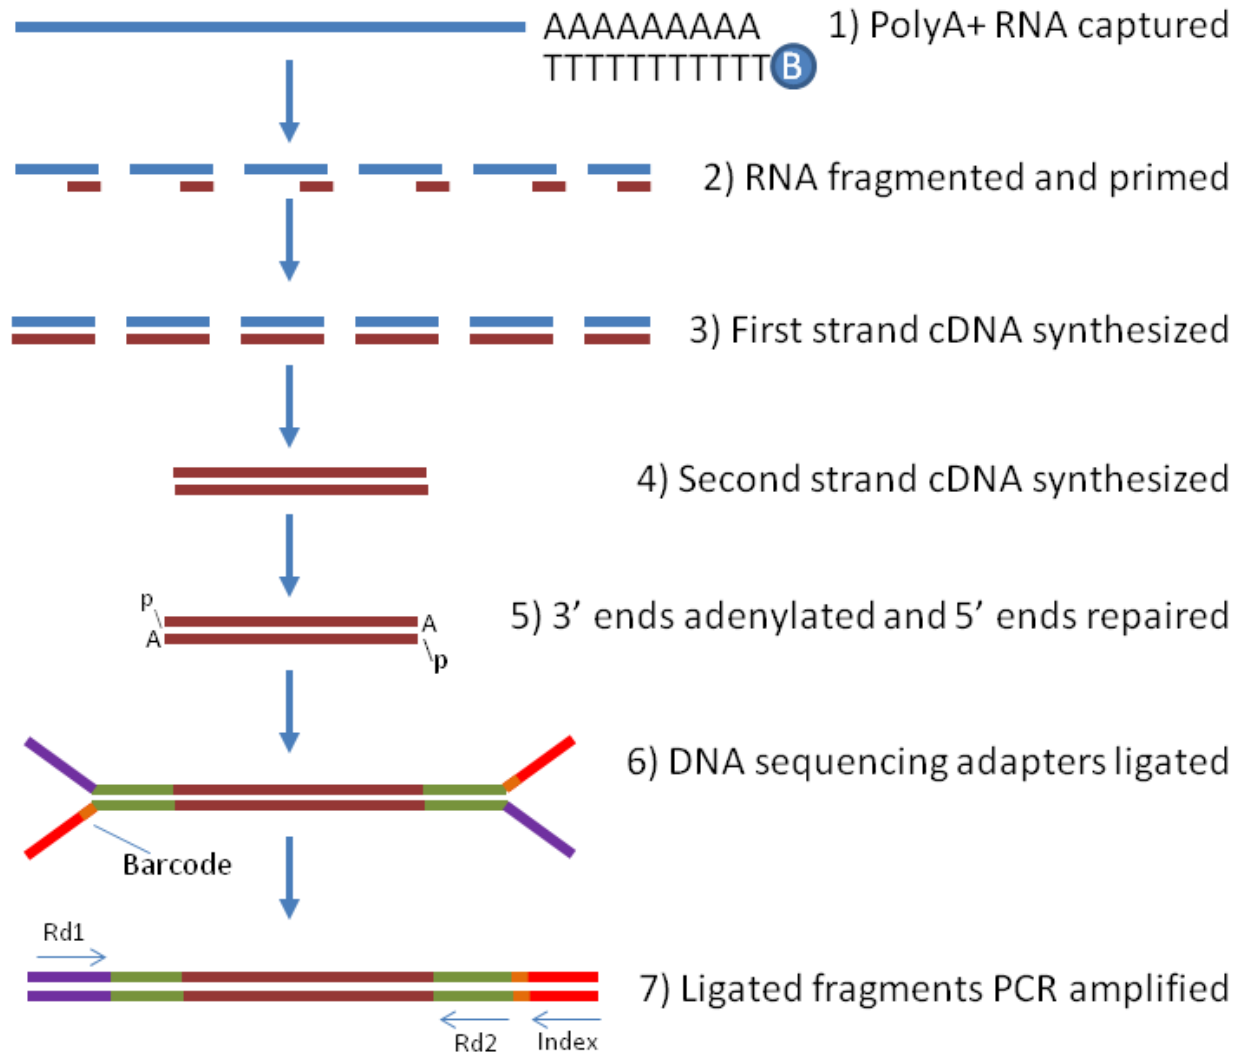 AAAAAAAAA
1) PolyA+ RNA captured
TTTTTTTTTTT B
2) RNA fragmented and primed
3) First strand cDNA synthesized
4) Second strand cDNA synthesized
p
A
5) 3’ ends adenylated and 5’ ends repaired
A
p
6) DNA sequencing adapters ligated
Barcode
Rd1
7) Ligated fragments PCR amplified
Rd2
Index